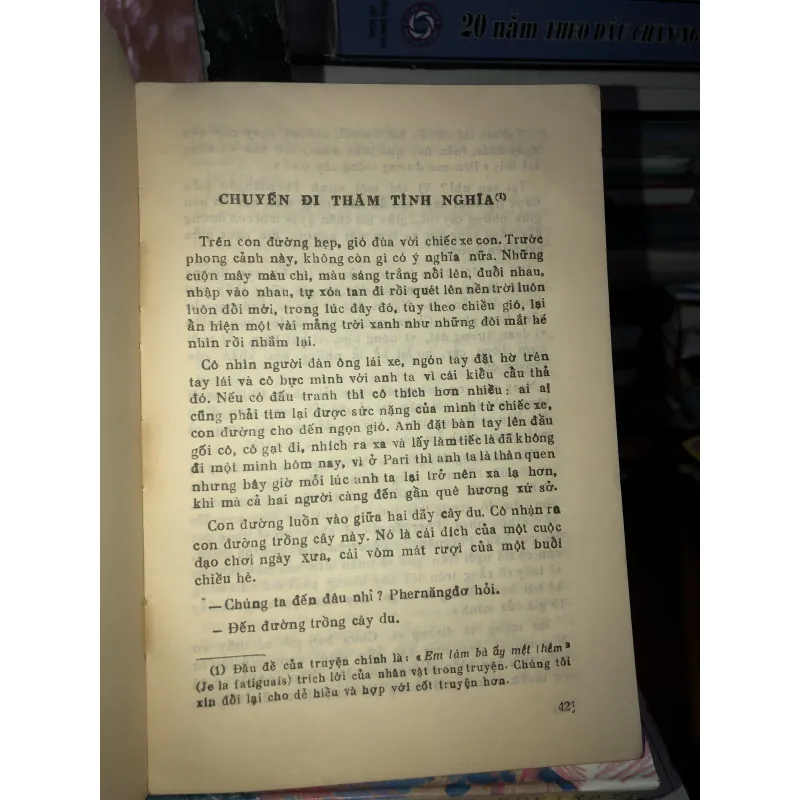 20 năm THEO DẤU CHÂN
CHUYẾN ĐI THĂM TÌNH NGHĨA(1)
Trên con đường hẹp, gió đùa với chiếc xe con. Trước
phong cảnh này, không còn gì có ý nghĩa nữa. Những
cuộn mây màu chì, màu sáng trắng nổi lên, đuổi nhau,
nhập vào nhau, tự xóa tan đi rồi quét lên nền trời luôn
luôn đổi mới, trong lúc đây đó, tùy theo chiều gió, lại
ẩn hiện một vài mảng trời xanh như những đôi mắt hé
nhìn rồi nhắm lại.
Cô nhìn người đàn ông lái xe, ngón tay đặt hờ trên
tay lái và cô bực mình với anh ta vì cái kiểu cầu thả
đó. Nếu có đấu tranh thì cô thích hơn nhiều: ai ai
cũng phải tìm lại được sức nặng của mình từ chiếc xe,
con đường cho đến ngọn gió. Anh đặt bàn tay lên đầu
gối cô, cô gạt đi, nhích ra xa và lấy làm tiếc là đã không
đi một mình hôm nay, vì ở Pari thì anh ta là thân quen
nhưng bây giờ mỗi lúc anh ta lại trở nên xa lạ hơn,
khi mà cả hai người càng đến gần quê hương xứ sở.
Con đường luồn vào giữa hai dãy cây du. Cô nhận ra
con đường trồng cây này. Nó là cái đích của một cuộc
dạo chơi ngày xưa, cái vòm mát rượi của một buổi
chiều hè.
— Chúng ta đến đâu nhỉ? Phernăngđơ hỏi.
— Đến đường trồng cây du.
(1) Đầu đề của truyện chính là: «Em làm bà ấy mệt thêm»
(Je la fatiguais) trích lời của nhân vật trong truyện. Chúng tôi
xin đổi lại cho dễ hiểu và hợp với cốt truyện hơn.
423